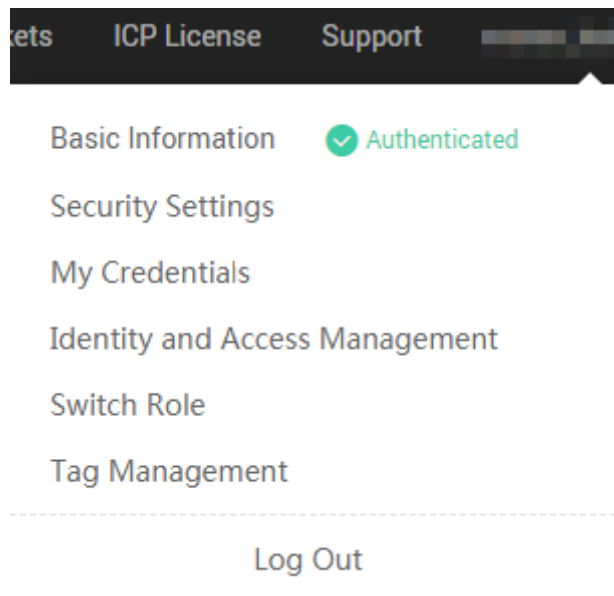 ets ICP License Support
Basic Information Authenticated
Security Settings
My Credentials
Identity and Access Management
Switch Role
Tag Management
Log Out